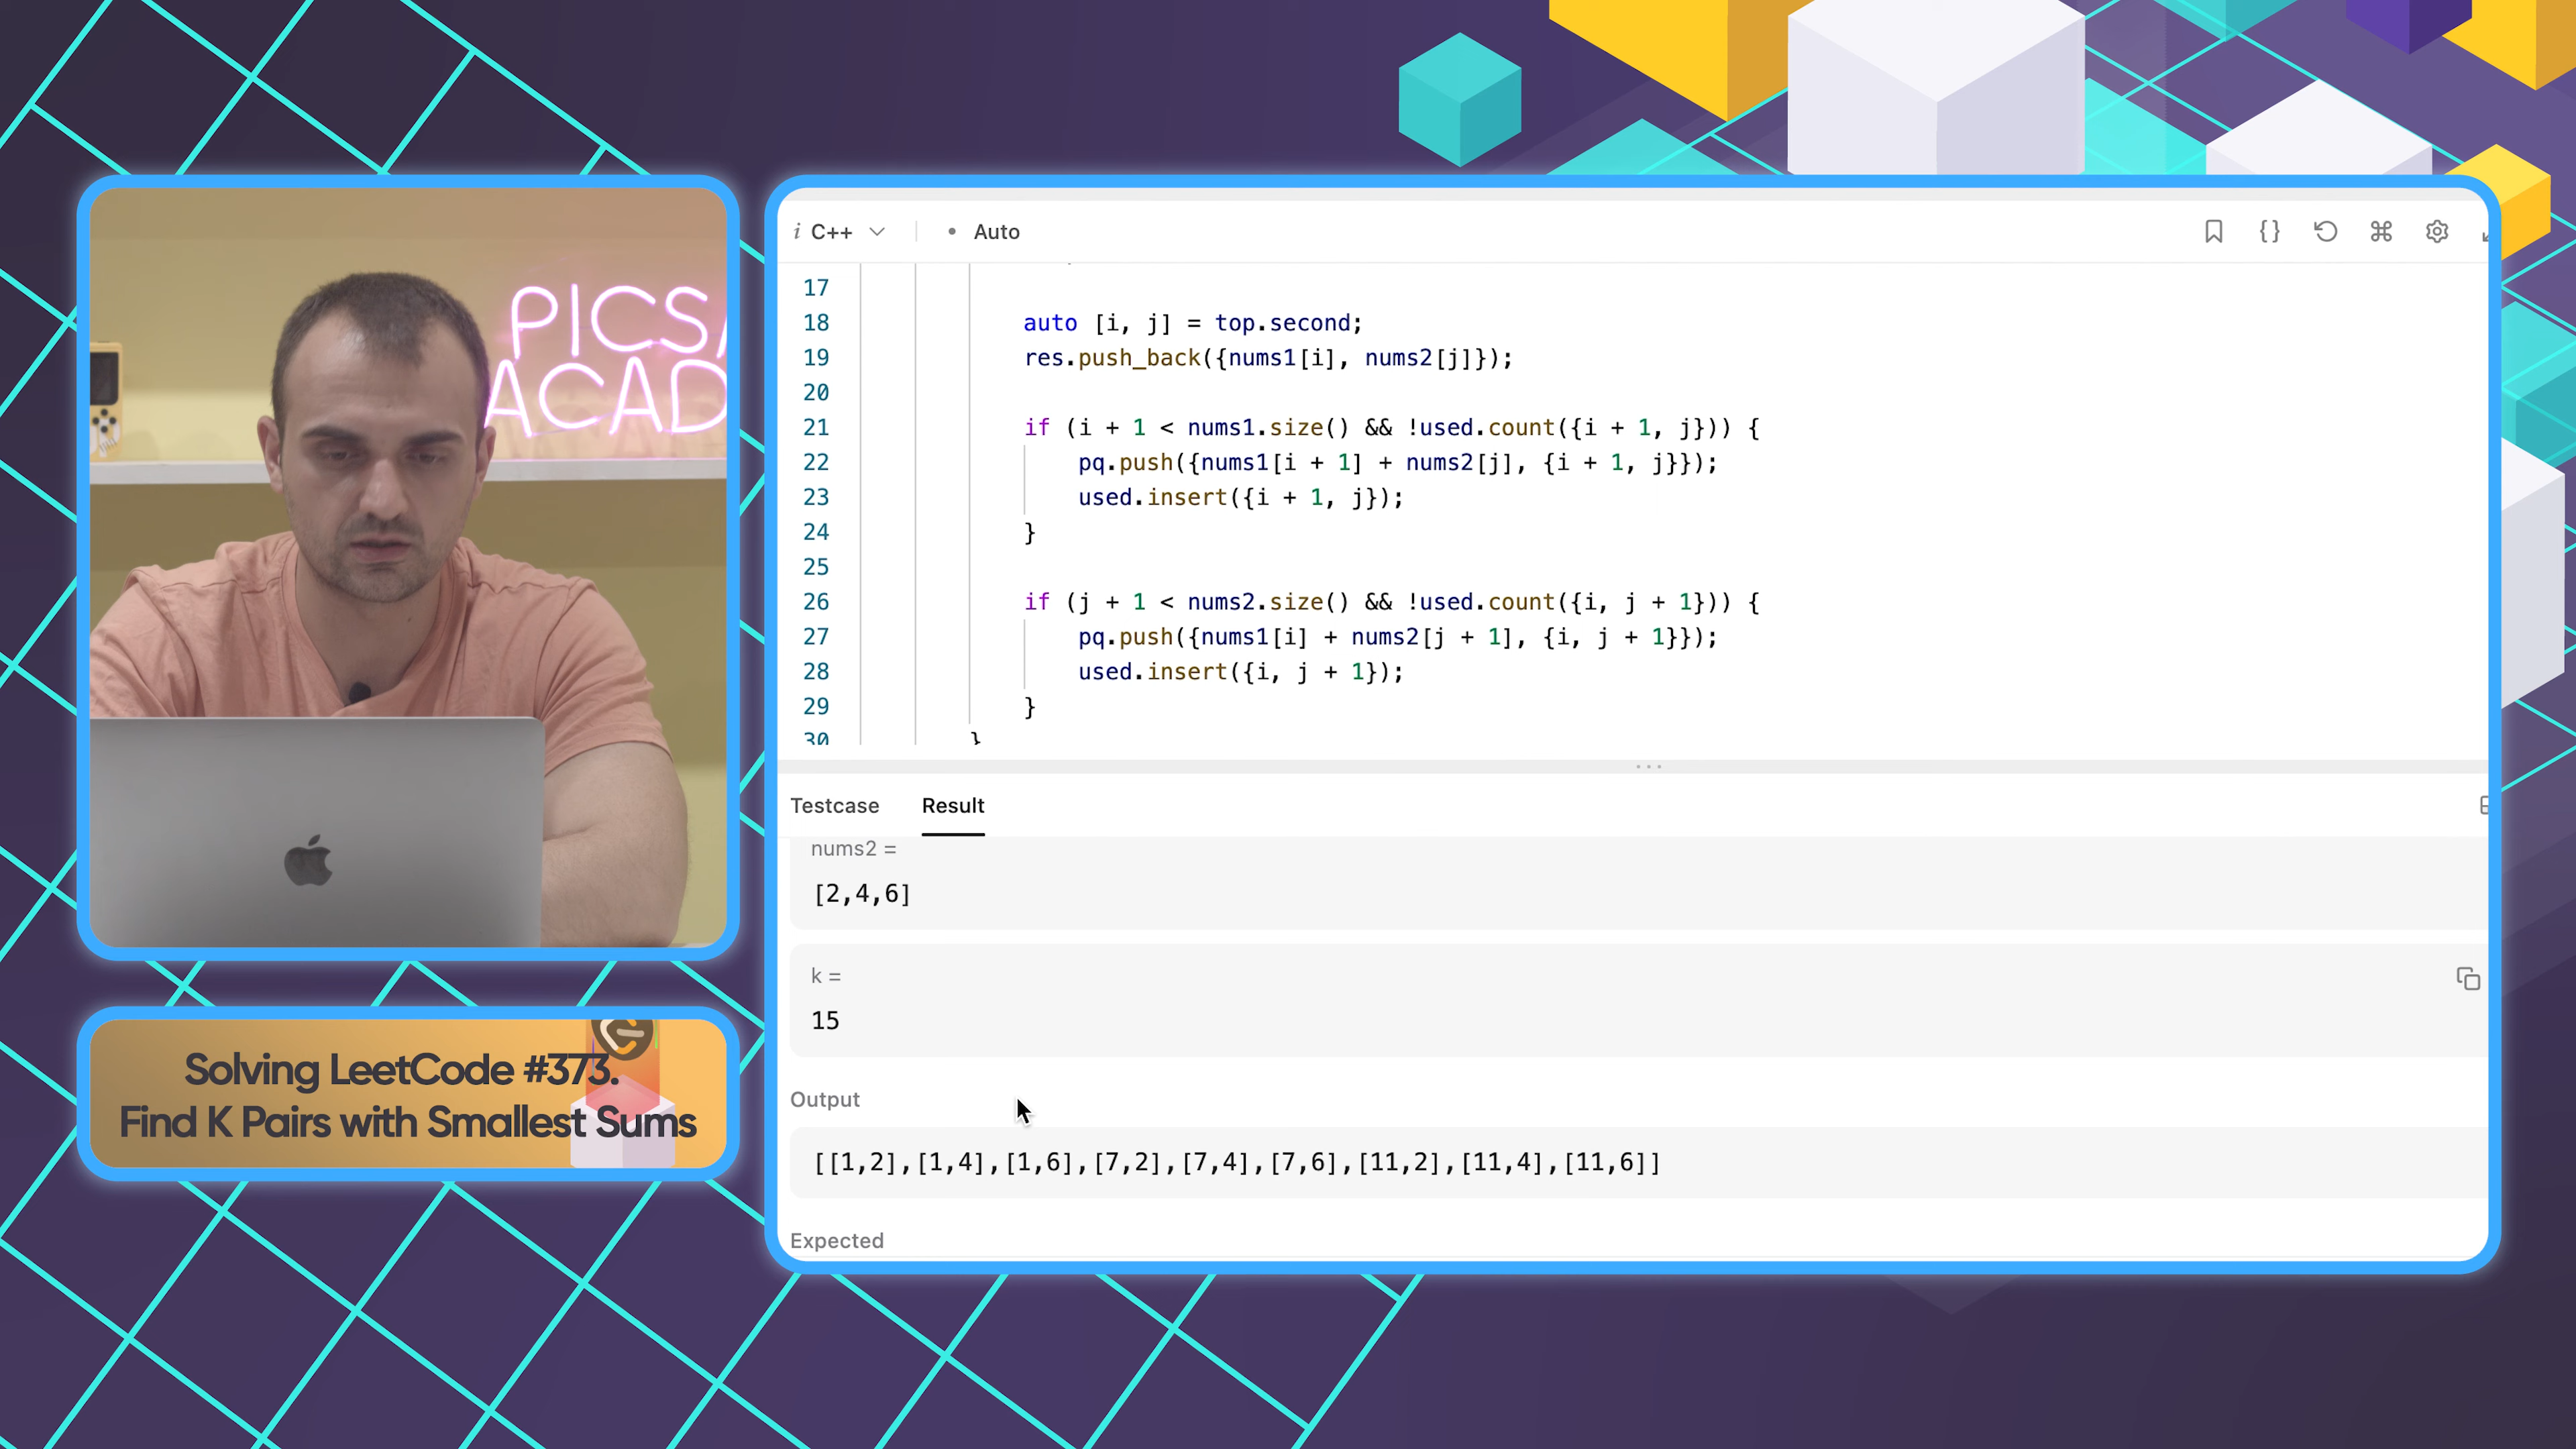 PICSA
ACAD
Solving LeetCode #373.
Find K Pairs with Smallest Sums
i C++ • Auto
17
18 auto [i, j] = top.second;
19 res.push_back({nums1[i], nums2[j]});
20
21 if (i + 1 < nums1.size() && !used.count({i + 1, j})) {
22 pq.push({nums1[i + 1] + nums2[j], {i + 1, j}});
23 used.insert({i + 1, j});
24 }
25
26 if (j + 1 < nums2.size() && !used.count({i, j + 1})) {
27 pq.push({nums1[i] + nums2[j + 1], {i, j + 1}});
28 used.insert({i, j + 1});
29 }
30 }
Testcase Result
nums2 =
[2,4,6]
k =
15
Output
[[1,2],[1,4],[1,6],[7,2],[7,4],[7,6],[11,2],[11,4],[11,6]]
Expected